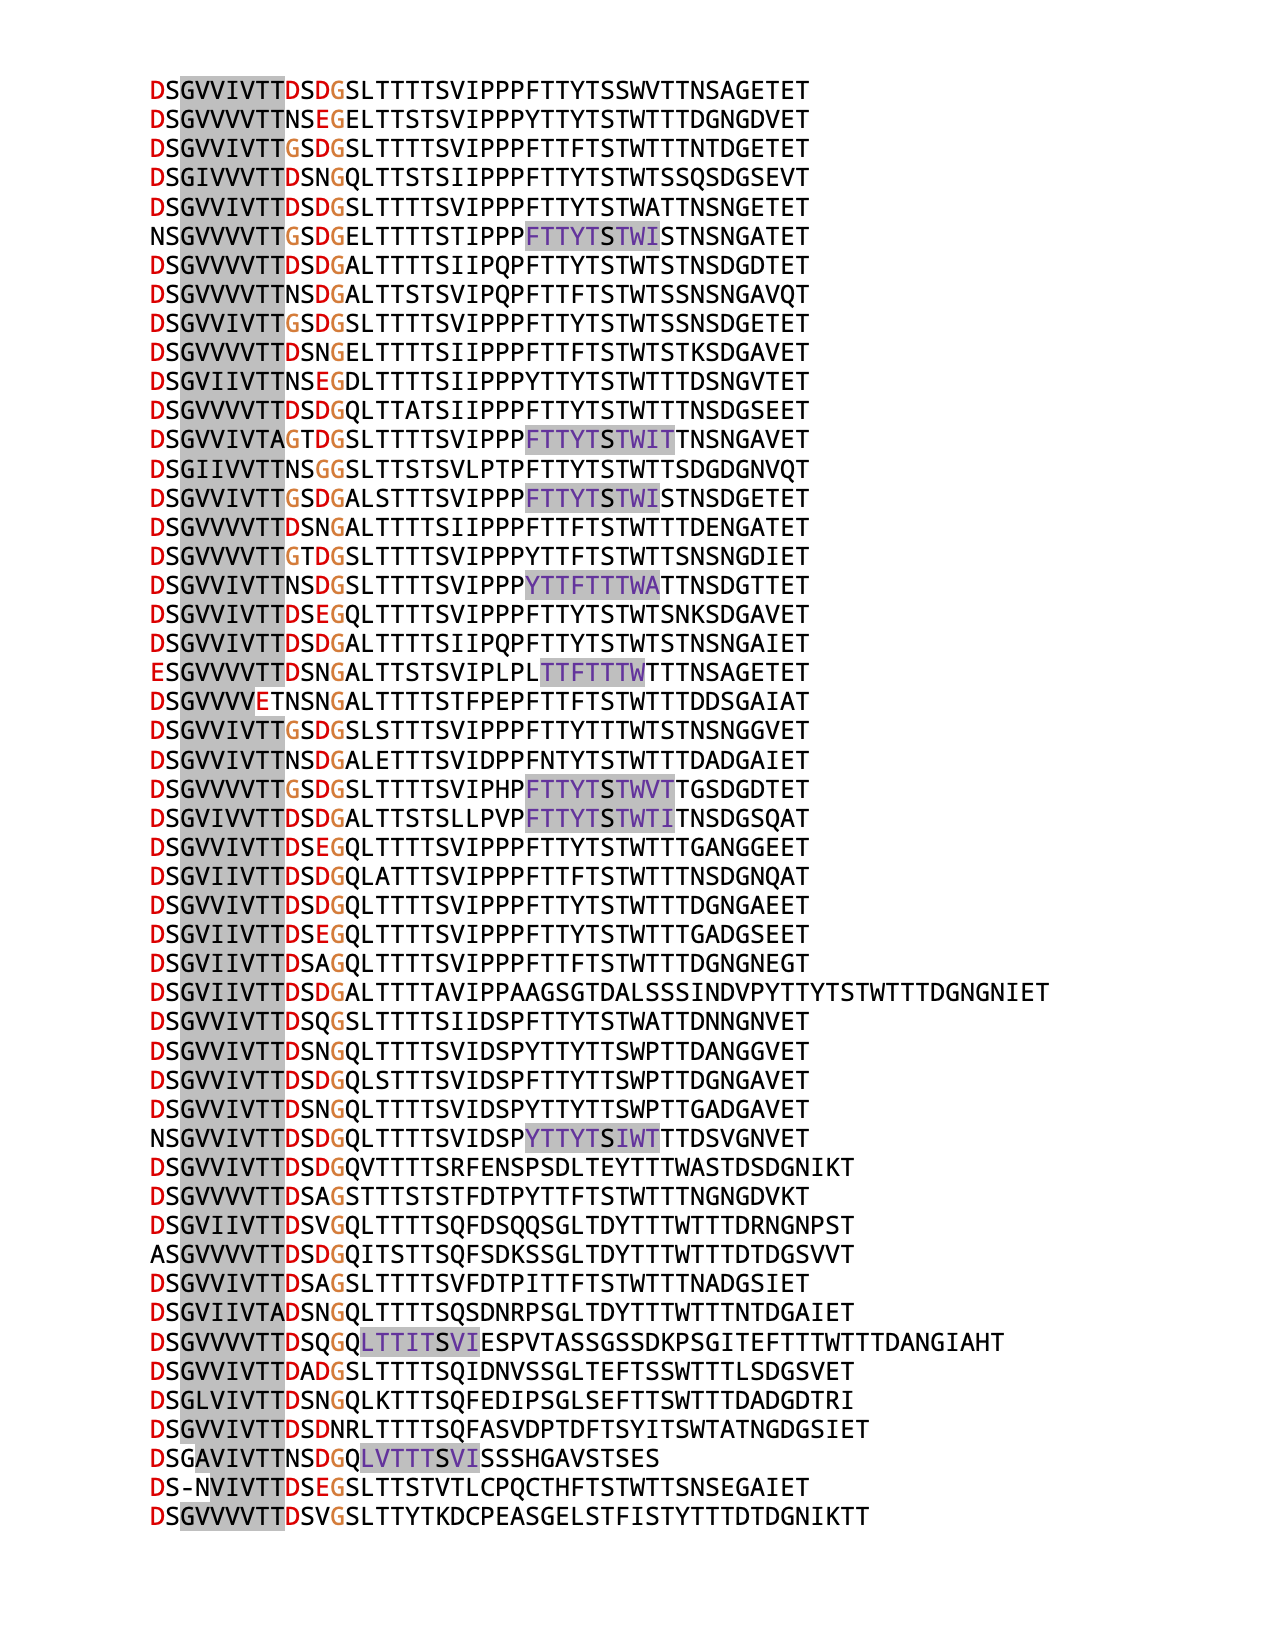 DSGVVIVTTDSDGSLTTTTSVIPPPFTTYTSSWVTTNSAGETET
DSGVVVVTTNSEGELTTSTSVIPPPYTTYTSTWTTTDGNGDVET
DSGVVIVTTGSDGSLTTTTSVIPPPFTTFTSTWTTTNTDGETET
DSGIVVVTTDSNGQLTTSTSIIPPPFTTYTSTWTSSQSDGSEVT
DSGVVIVTTDSDGSLTTTTSVIPPPFTTYTSTWATTNSNGETET
NSGVVVVTTGSDGELTTTTSTIPPPFTTYTSTWISTNSNGATET
DSGVVVVTTDSDGALTTTTSIIPQPFTTYTSTWTSTNSDGDTET
DSGVVVVTTNSDGALTTSTSVIPQPFTTFTSTWTSSNSNGAVQT
DSGVVIVTTGSDGSLTTTTSVIPPPFTTYTSTWTSSNSDGETET
DSGVVVVTTDSNGELTTTTSIIPPPFTTFTSTWTSTKSDGAVET
DSGVIIVTTNSEGDLTTTTSIIPPPYTTYTSTWTTTDSNGVTET
DSGVVVVTTDSDGQLTTATSIIPPPFTTYTSTWTTTNSDGSEET
DSGVVIVTAGTDGSLTTTTSVIPPPFTTYTSTWITTNSNGAVET
DSGIIVVTTNSGGSLTTSTSVLPTPFTTYTSTWTTSDGDGNVQT
DSGVVIVTTGSDGALSTTTSVIPPPFTTYTSTWISTNSDGETET
DSGVVVVTTDSNGALTTTTSIIPPPFTTFTSTWTTTDENGATET
DSGVVVVTTGTDGSLTTTTSVIPPPYTTFTSTWTTSNSNGDIET
DSGVVIVTTNSDGSLTTTTSVIPPPYTTFTTTWATTNSDGTTET
DSGVVIVTTDSEGQLTTTTSVIPPPFTTYTSTWTSNKSDGAVET
DSGVVIVTTDSDGALTTTTSIIPQPFTTYTSTWTSTNSNGAIET
ESGVVVVTTDSNGALTTSTSVIPLPLTTFTTTWTTTNSAGETET
DSGVVVVETNSNGALTTTTSTFPEPFTTFTSTWTTTDDSGAIAT
DSGVVIVTTGSDGSLSTTTSVIPPPFTTYTTTWTSTNSNGGVET
DSGVVIVTTNSDGALETTTSVIDPPFNTYTSTWTTTDADGAIET
DSGVVVVTTGSDGSLTTTTSVIPHPFTTYTSTWVTTGSDGDTET
DSGVIVVTTDSDGALTTSTSLLPVPFTTYTSTWTITNSDGSQAT
DSGVVIVTTDSEGQLTTTTSVIPPPFTTYTSTWTTTGANGGEET
DSGVIIVTTDSDGQLATTTSVIPPPFTTFTSTWTTTNSDGNQAT
DSGVVIVTTDSDGQLTTTTSVIPPPFTTYTSTWTTTDGNGAEET
DSGVIIVTTDSEGQLTTTTSVIPPPFTTYTSTWTTTGADGSEET
DSGVIIVTTDSAGQLTTTTSVIPPPFTTFTSTWTTTDGNGNEGT
DSGVIIVTTDSDGALTTTTAVIPPAAGSGTDALSSSINDVPYTTYTSTWTTTDGNGNIET
DSGVVIVTTDSQGSLTTTTSIIDSPFTTYTSTWATTDNNGNVET
DSGVVIVTTDSNGQLTTTTSVIDSPYTTYTTSWPTTDANGGVET
DSGVVIVTTDSDGQLSTTTSVIDSPFTTYTTSWPTTDGNGAVET
DSGVVIVTTDSNGQLTTTTSVIDSPYTTYTTSWPTTGADGAVET
NSGVVIVTTDSDGQLTTTTSVIDSPYTTYTSIWTTTDSVGNVET
DSGVVIVTTDSDGQVTTTTSRFENSPSDLTEYTTTWASTDSDGNIKT
DSGVVVVTTDSAGSTTTSTSTFDTPYTTFTSTWTTTNGNGDVKT
DSGVIIVTTDSVGQLTTTTSQFDSQQSGLTDYTTTWTTTDRNGNPST
ASGVVVVTTDSDGQITSTTSQFSDKSSGLTDYTTTWTTTDTDGSVVT
DSGVVIVTTDSAGSLTTTTSVFDTPITTFTSTWTTTNADGSIET
DSGVIIVTADSNGQLTTTTSQSDNRPSGLTDYTTTWTTTNTDGAIET
DSGVVVVTTDSQGQLTTITSVIESPVTASSGSSDKPSGITEFTTTWTTTDANGIAHT
DSGVVIVTTDADGSLTTTTSQIDNVSSGLTEFTSSWTTTLSDGSVET
DSGLVIVTTDSNGQLKTTTSQFEDIPSGLSEFTTSWTTTDADGDTRI
DSGVVIVTTDSDNRLTTTTSQFASVDPTDFTSYITSWTATNGDGSIET
DSGAVIVTTNSDGQLVTTTSVISSSHGAVSTSES
DS-NVIVTTDSEGSLTTSTVTLCPQCTHFTSTWTTSNSEGAIET
DSGVVVVTTDSVGSLTTYTKDCPEASGELSTFISTYTTTDTDGNIKTT